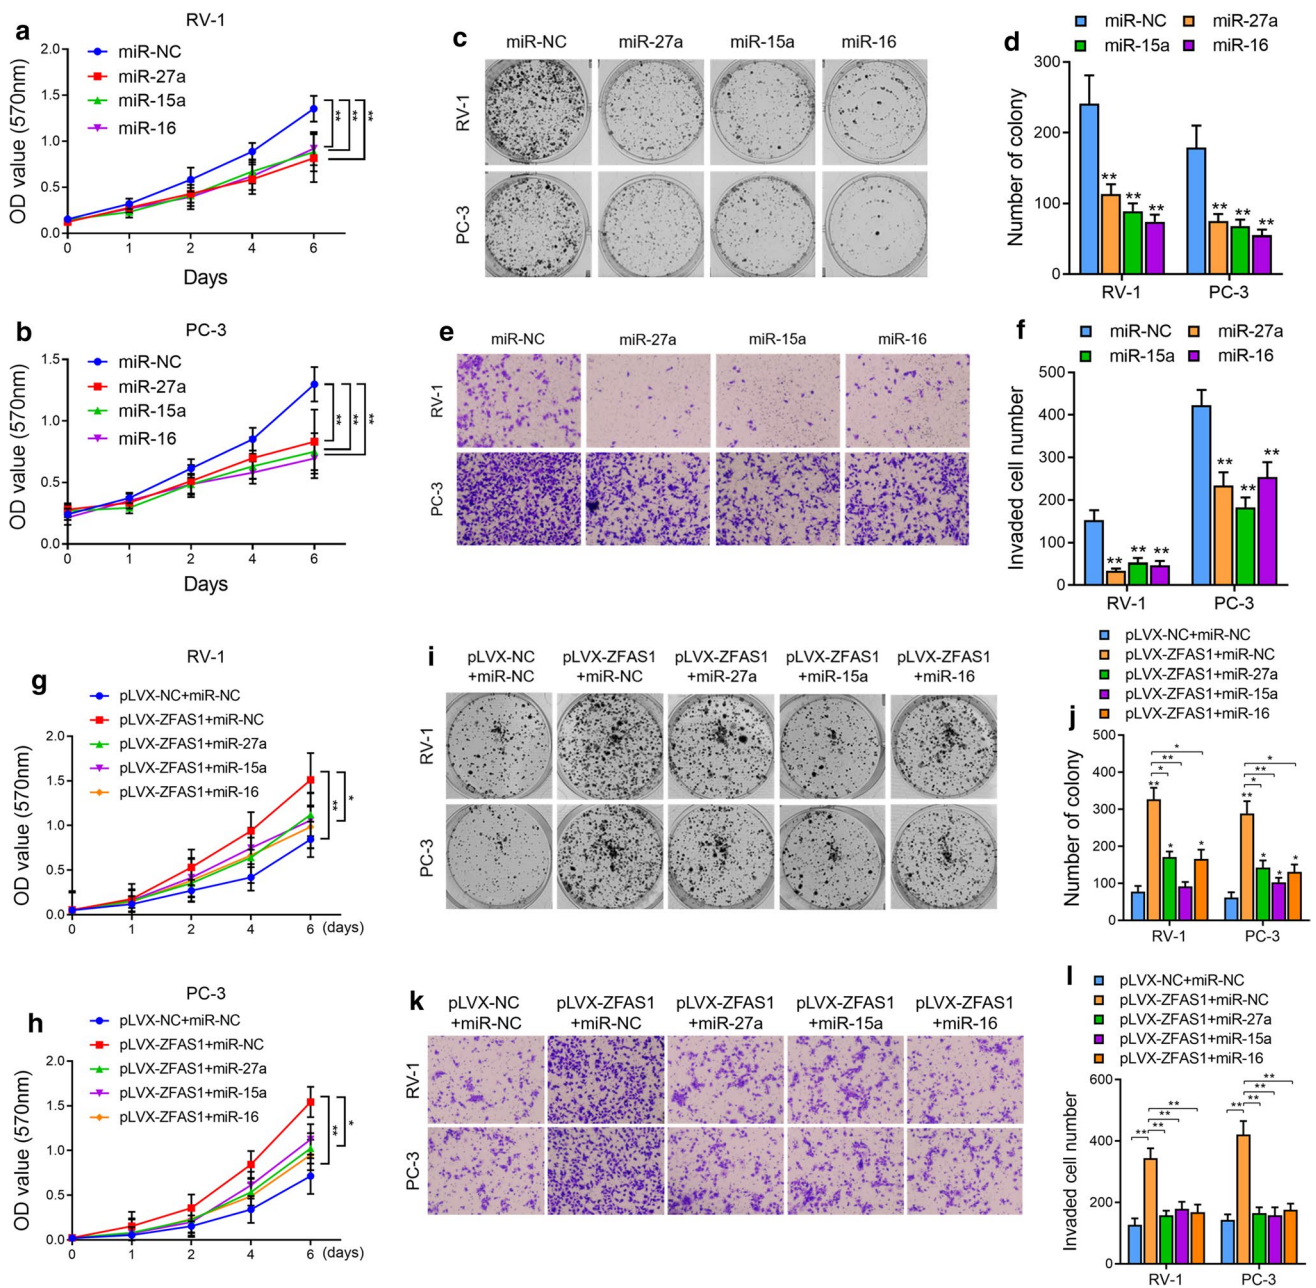 a
RV-1
OD value (570nm)
2.0
1.5
1.0
0.5
0.0
miR-NC
miR-27a
miR-15a
miR-16
** ** **
0 1 2 4 6
Days
b
PC-3
OD value (570nm)
1.5
1.0
0.5
0.0
miR-NC
miR-27a
miR-15a
miR-16
** ** **
0 1 2 4 6
Days
c
miR-NC miR-27a miR-15a miR-16
RV-1
PC-3
d
miR-NC miR-27a
miR-15a miR-16
Number of colony
300
200
100
0
** ** ** ** ** **
RV-1 PC-3
e
miR-NC miR-27a miR-15a miR-16
RV-1
PC-3
f
miR-NC miR-27a
miR-15a miR-16
Invaded cell number
500
400
300
200
100
0
** ** ** ** ** **
RV-1 PC-3
g
RV-1
pLVX-NC+miR-NC
pLVX-ZFAS1+miR-NC
pLVX-ZFAS1+miR-27a
pLVX-ZFAS1+miR-15a
pLVX-ZFAS1+miR-16
OD value (570nm)
2.0
1.5
1.0
0.5
0.0
** *
0 1 2 4 6 (days)
h
PC-3
pLVX-NC+miR-NC
pLVX-ZFAS1+miR-NC
pLVX-ZFAS1+miR-27a
pLVX-ZFAS1+miR-15a
pLVX-ZFAS1+miR-16
OD value (570nm)
2.0
1.5
1.0
0.5
0.0
** *
0 1 2 4 6 (days)
i
pLVX-NC pLVX-ZFAS1 pLVX-ZFAS1 pLVX-ZFAS1 pLVX-ZFAS1
+miR-NC +miR-NC +miR-27a +miR-15a +miR-16
RV-1
PC-3
j
pLVX-NC+miR-NC
pLVX-ZFAS1+miR-NC
pLVX-ZFAS1+miR-27a
pLVX-ZFAS1+miR-15a
pLVX-ZFAS1+miR-16
Number of colony
500
400
300
200
100
0
* ** * ** * *
* ** * ** * * *
RV-1 PC-3
k
pLVX-NC pLVX-ZFAS1 pLVX-ZFAS1 pLVX-ZFAS1 pLVX-ZFAS1
+miR-NC +miR-NC +miR-27a +miR-15a +miR-16
RV-1
PC-3
l
pLVX-NC+miR-NC
pLVX-ZFAS1+miR-NC
pLVX-ZFAS1+miR-27a
pLVX-ZFAS1+miR-15a
pLVX-ZFAS1+miR-16
Invaded cell number
600
400
200
0
** ** ** **
** ** ** **
RV-1 PC-3